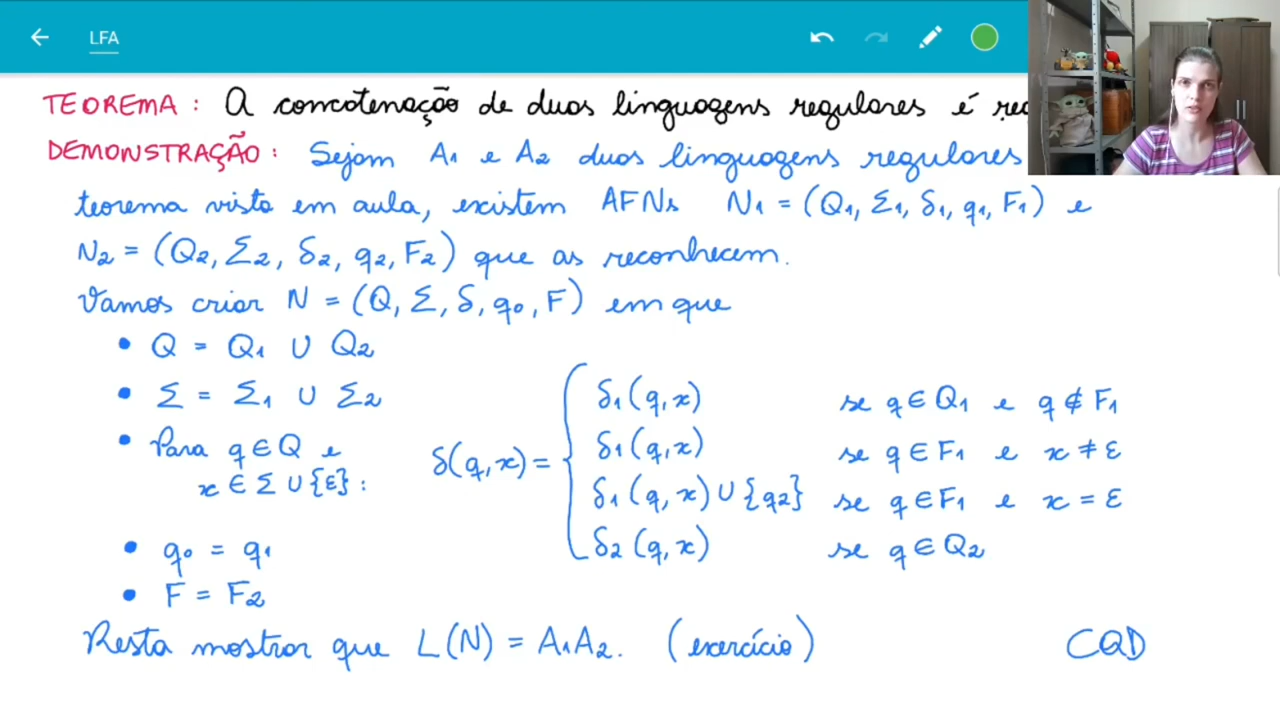 LFA
TEOREMA: A concatenação de duas linguagens regulares é
DEMONSTRAÇÃO: Sejam A1 e A2 duas linguagens regulares
teorema visto em aula, existem AFNs N1 = (Q1, Σ1, δ1, q1, F1) e
N2 = (Q2, Σ2, δ2, q2, F2) que as reconhecem.
Vamos criar N = (Q, Σ, δ, q0, F) em que
• Q = Q1 ∪ Q2
• Σ = Σ1 ∪ Σ2
• Para q ∈ Q e
x ∈ Σ ∪ {ε}:
δ(q,x) =
δ1(q,x) se q ∈ Q1 e q ∉ F1
δ1(q,x) se q ∈ F1 e x ≠ ε
δ1(q,x) ∪ {q2} se q ∈ F1 e x = ε
δ2(q,x) se q ∈ Q2
• q0 = q1
• F = F2
Resta mostrar que L(N) = A1A2. (exercício) CQD